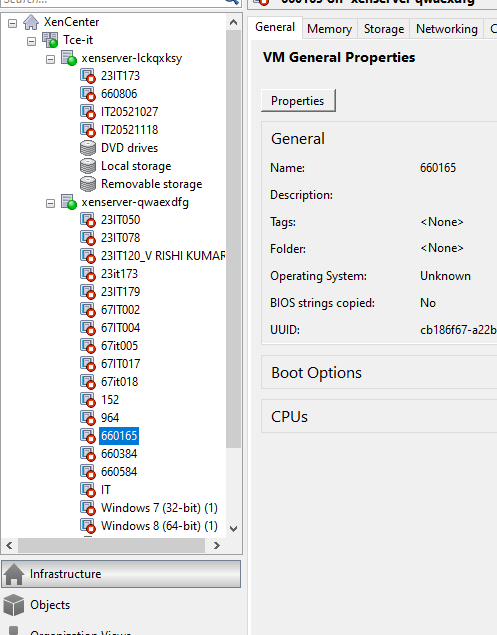 Search...
XenCenter
Tce-it
xenserver-lckqxksy
23IT173
660806
IT20521027
IT20521118
DVD drives
Local storage
Removable storage
xenserver-qwaexdfg
23IT050
23IT078
23IT120_V RISHI KUMAR
23it173
23IT179
67IT002
67IT004
67it005
67IT017
67it018
152
964
660165
660384
660584
IT
Windows 7 (32-bit) (1)
Windows 8 (64-bit) (1)
Infrastructure
Objects
Organization Views
660165 on 'xenserver-qwaexdfg'
General Memory Storage Networking C
VM General Properties
Properties
General
Name: 660165
Description:
Tags: <None>
Folder: <None>
Operating System: Unknown
BIOS strings copied: No
UUID: cb186f67-a22b
Boot Options
CPUs